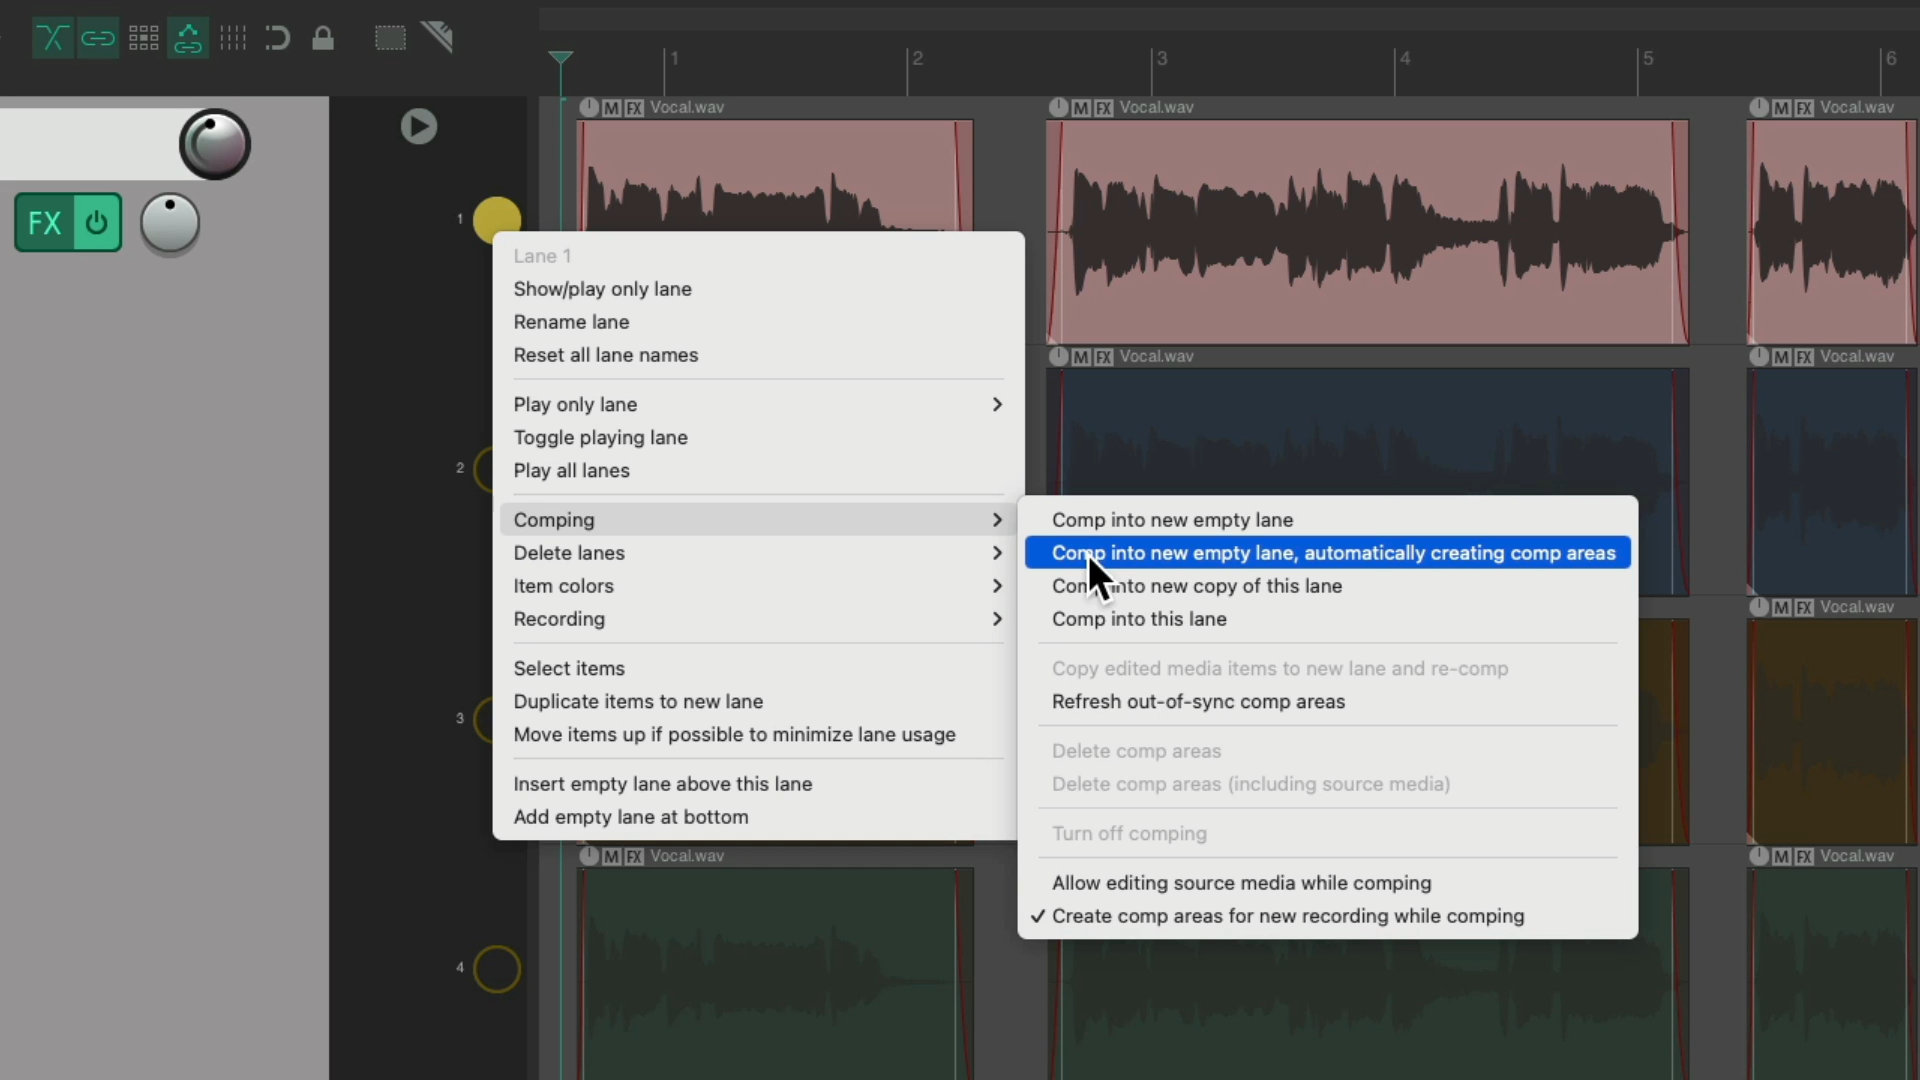 1 2 3 4 5 6
M FX Vocal.wav M FX Vocal.wav M FX Vocal.wav
FX
1
Lane 1
Show/play only lane
Rename lane
Reset all lane names
Play only lane
Toggle playing lane
Play all lanes
Comping
Delete lanes
Item colors
Recording
Select items
Duplicate items to new lane
Move items up if possible to minimize lane usage
Insert empty lane above this lane
Add empty lane at bottom
M FX Vocal.wav M FX Vocal.wav
2
Comp into new empty lane
Comp into new empty lane, automatically creating comp areas
Comp into new copy of this lane
Comp into this lane
Copy edited media items to new lane and re-comp
Refresh out-of-sync comp areas
Delete comp areas
Delete comp areas (including source media)
Turn off comping
Allow editing source media while comping
✓ Create comp areas for new recording while comping
M FX Vocal.wav
3
M FX Vocal.wav M FX Vocal.wav
4